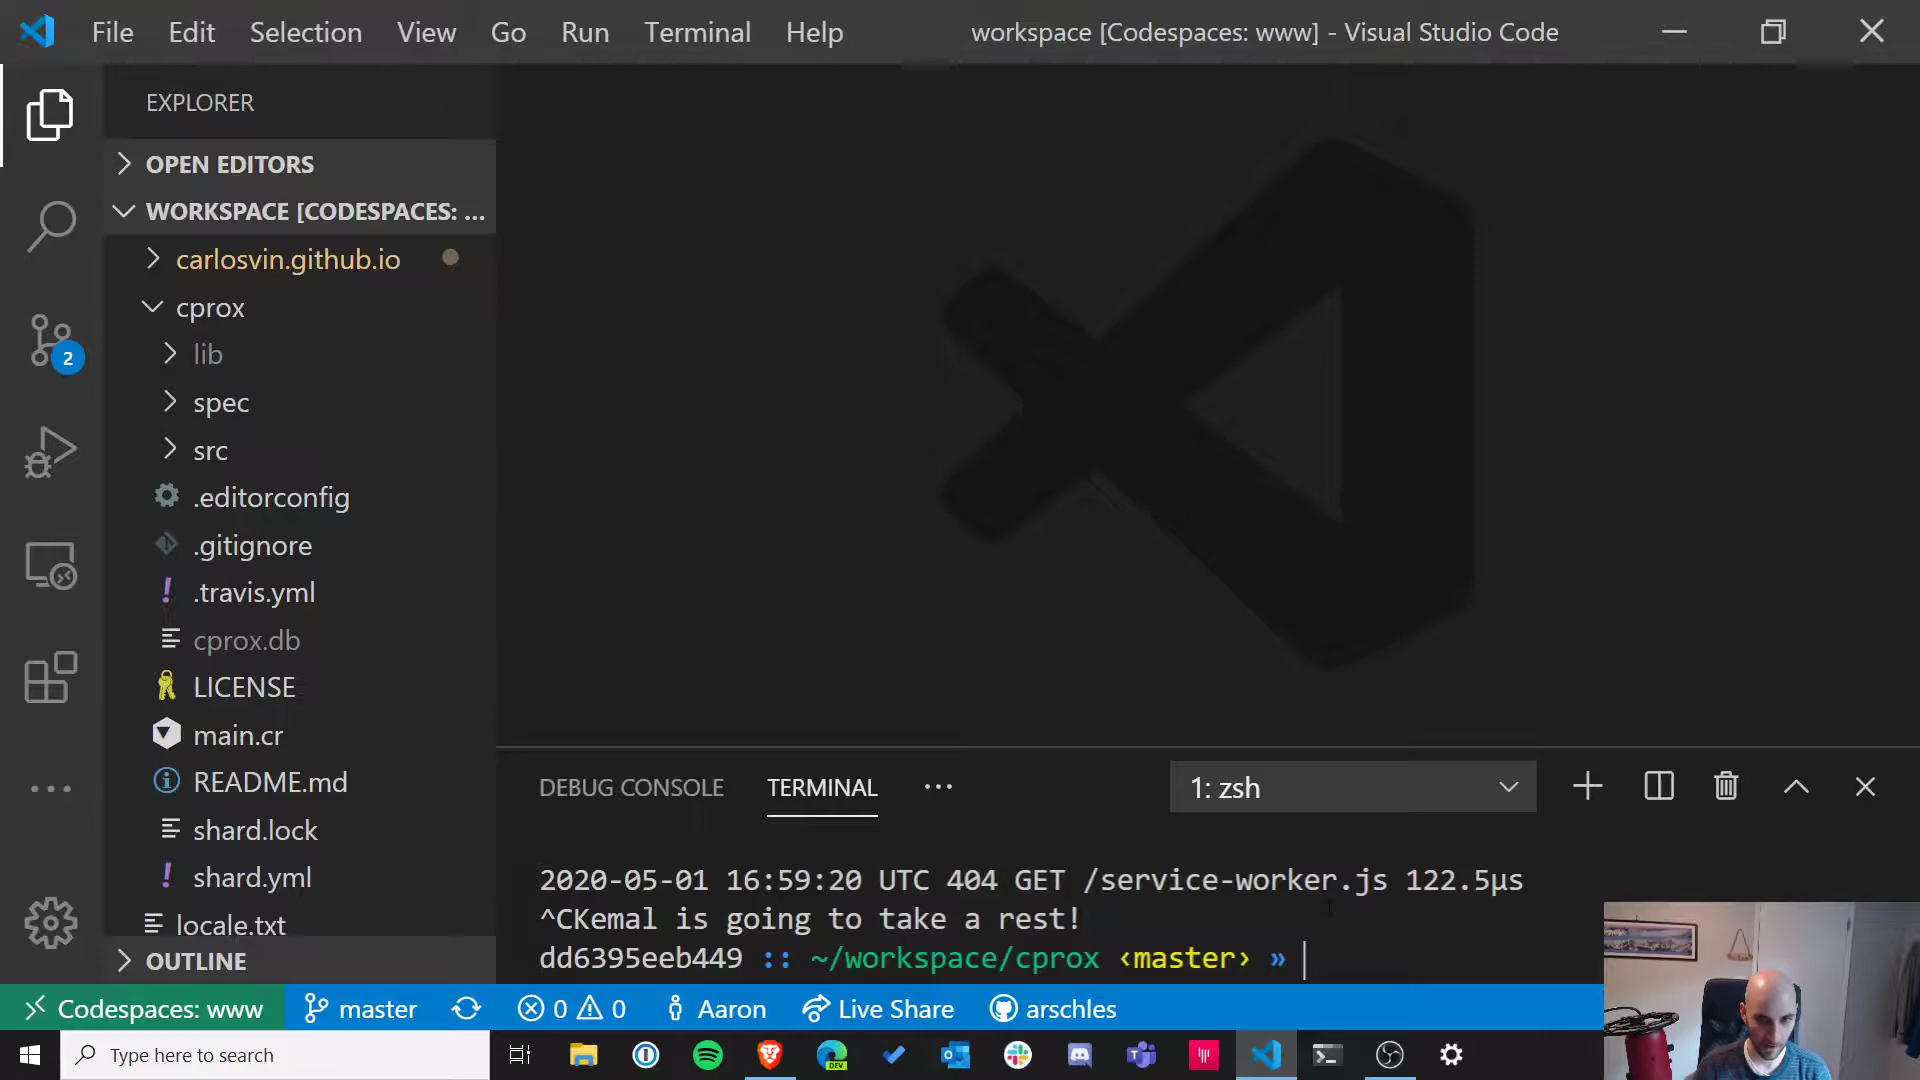 File Edit Selection View Go Run Terminal Help
workspace [Codespaces: www] - Visual Studio Code
EXPLORER
OPEN EDITORS
WORKSPACE [CODESPACES: ...
carlosvin.github.io
cprox
lib
spec
src
.editorconfig
.gitignore
.travis.yml
cprox.db
LICENSE
main.cr
README.md
shard.lock
shard.yml
locale.txt
OUTLINE
2
DEBUG CONSOLE TERMINAL ... 1: zsh
2020-05-01 16:59:20 UTC 404 GET /service-worker.js 122.5µs
^CKemal is going to take a rest!
dd6395eeb449 :: ~/workspace/cprox ‹master› »
Codespaces: www master 0 0 Aaron Live Share arschles
Type here to search
DEV